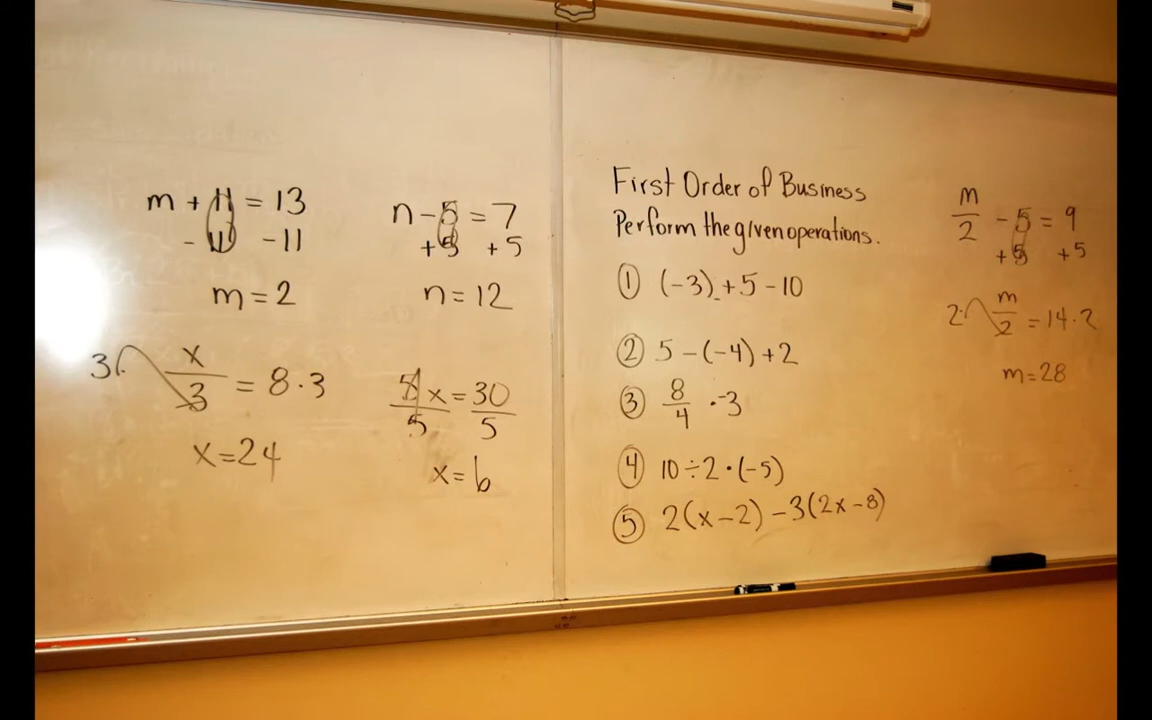 m + 11 = 13
- 11 -11
m = 2
n - 5 = 7
+5 +5
n = 12
3· x/3 = 8·3
x = 24
5x/5 = 30/5
x = 6
First Order of Business
Perform the given operations.
① (-3) + 5 - 10
② 5 - (-4) + 2
③ 8/4 · -3
④ 10 ÷ 2 · (-5)
⑤ 2(x - 2) - 3(2x - 8)
m/2 - 5 = 9
+5 +5
2· m/2 = 14·2
m = 28